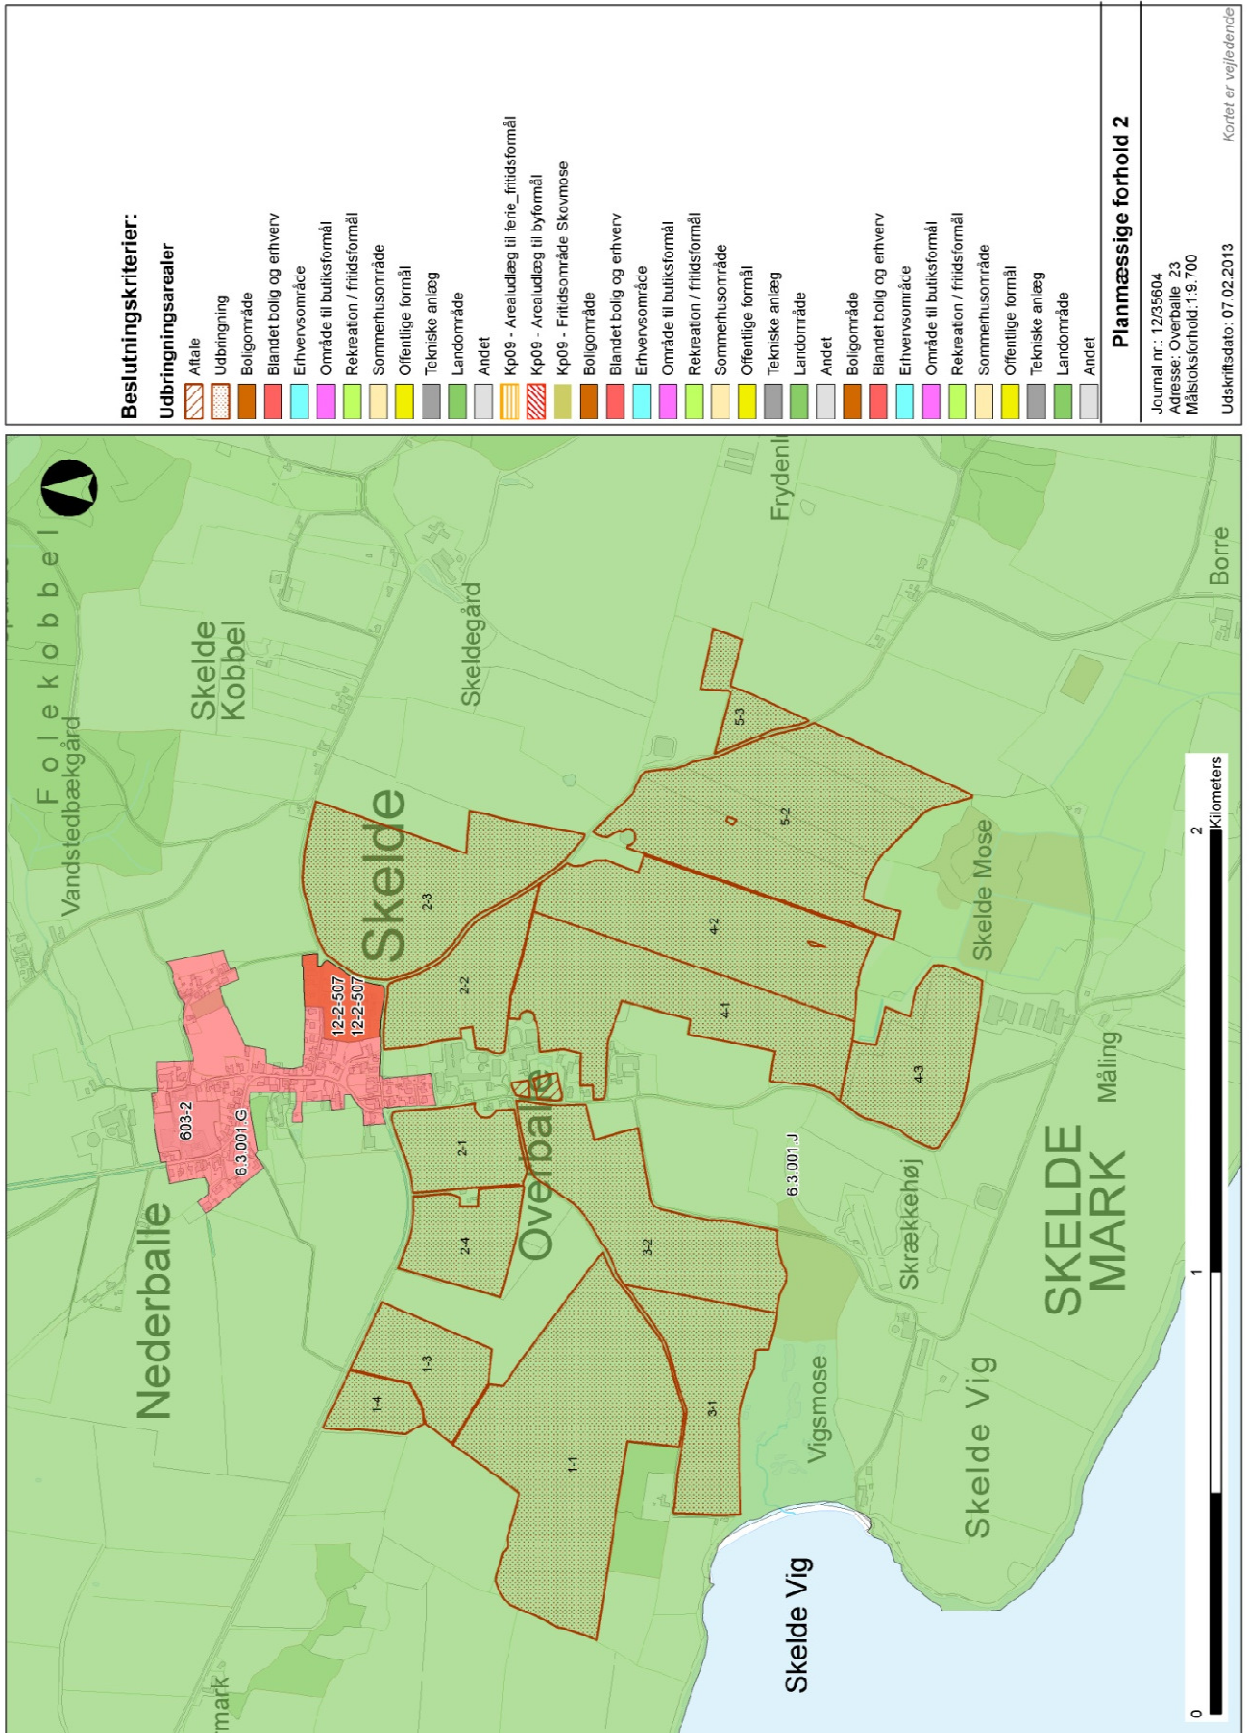 Beslutningskriterier:
Udbringningsarealer
Aftale
Udbringning
Boligområde
Blandet bolig og erhverv
Erhvervsområde
Område til butiksformål
Rekreation / fritidsformål
Sommerhusområde
Offentlige formål
Tekniske anlæg
Landområde
Andet
Kp09 - Arealudlæg til ferie_fritidsformål
Kp09 - Arealudlæg til byformål
Kp09 - Fritidsområde Skovmose
Boligområde
Blandet bolig og erhverv
Erhvervsområde
Område til butiksformål
Rekreation / fritidsformål
Sommerhusområde
Offentlige formål
Tekniske anlæg
Landområde
Andet
Boligområde
Blandet bolig og erhverv
Erhvervsområde
Område til butiksformål
Rekreation / fritidsformål
Sommerhusområde
Offentlige formål
Tekniske anlæg
Landområde
Andet
Planmæssige forhold 2
Journal nr.: 12/35604
Adresse: Overballe 23
Målstoksforhold: 1:9.700
Udskriftsdato: 07.02.2013
Kortet er vejledende
Folekobbel
Vandstedbækgård
Skelde
Kobbel
Skeldegård
Frydenl
Borre
Nederballe
603-2
6.3.001.G
12-2-507
12-2-507
Skelde
2-3
2-2
2-1
2-4
Overballe
1-3
1-4
1-1
3-2
3-1
4-1
4-2
4-3
5-2
5-3
6.3.001.J
Skelde Mose
Måling
SKELDE
MARK
Skrækkehøj
Vigsmose
Skelde Vig
Skelde Vig
mark
0
1
2
Kilometers